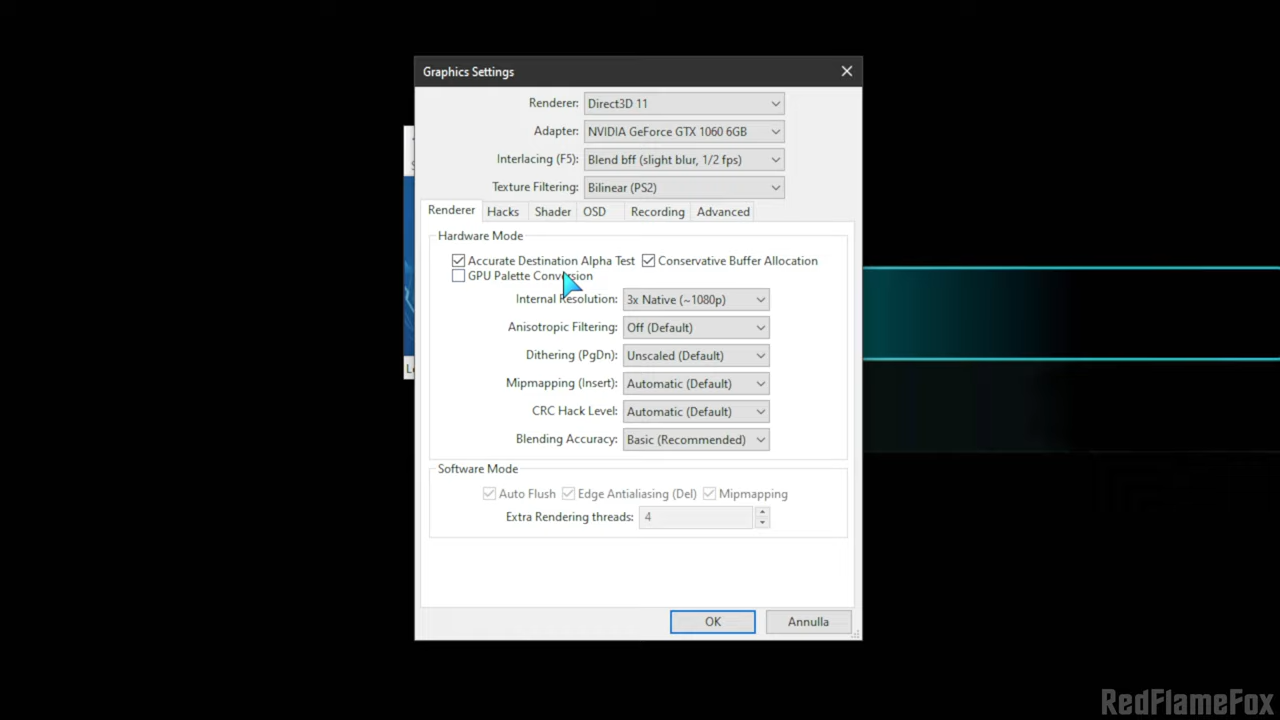 Graphics Settings
Renderer: Direct3D 11
Adapter: NVIDIA GeForce GTX 1060 6GB
Interlacing (F5): Blend bff (slight blur, 1/2 fps)
Texture Filtering: Bilinear (PS2)
Renderer Hacks Shader OSD Recording Advanced
Hardware Mode
Accurate Destination Alpha Test Conservative Buffer Allocation
GPU Palette Conversion
Internal Resolution: 3x Native (~1080p)
Anisotropic Filtering: Off (Default)
Dithering (PgDn): Unscaled (Default)
Mipmapping (Insert): Automatic (Default)
CRC Hack Level: Automatic (Default)
Blending Accuracy: Basic (Recommended)
Software Mode
Auto Flush Edge Antialiasing (Del) Mipmapping
Extra Rendering threads: 4
OK Annulla
RedFlameFox